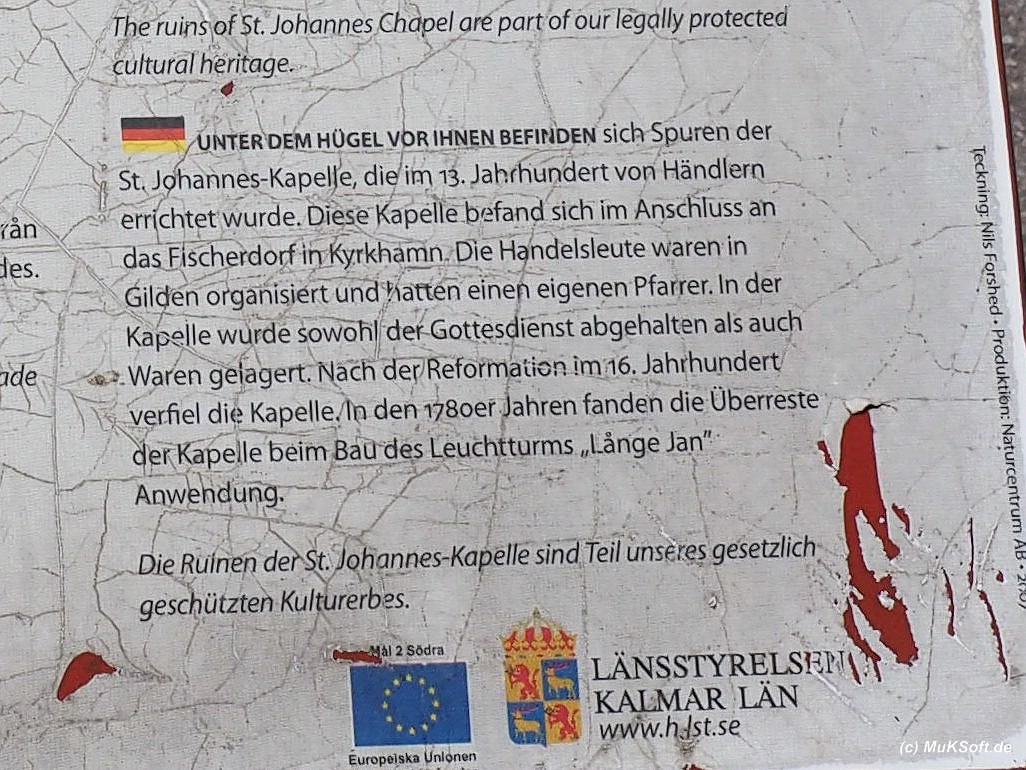 The ruins of St. Johannes Chapel are part of our legally protected
cultural heritage.
UNTER DEM HÜGEL VOR IHNEN BEFINDEN sich Spuren der
St. Johannes-Kapelle, die im 13. Jahrhundert von Händlern
errichtet wurde. Diese Kapelle befand sich im Anschluss an
das Fischerdorf in Kyrkhamn. Die Handelsleute waren in
Gilden organisiert und hatten einen eigenen Pfarrer. In der
Kapelle wurde sowohl der Gottesdienst abgehalten als auch
Waren gelagert. Nach der Reformation im 16. Jahrhundert
verfiel die Kapelle. In den 1780er Jahren fanden die Überreste
der Kapelle beim Bau des Leuchtturms „Långe Jan"
Anwendung.
Die Ruinen der St. Johannes-Kapelle sind Teil unseres gesetzlich
geschützten Kulturerbes.
des.
Mål 2 Södra
Europeiska Unionen
LÄNSSTYRELSEN
KALMAR LÄN
www.h.lst.se
Teckning: Nils Forshed • Produktion: Naturcentrum AB •
(c) MuKSoft.de